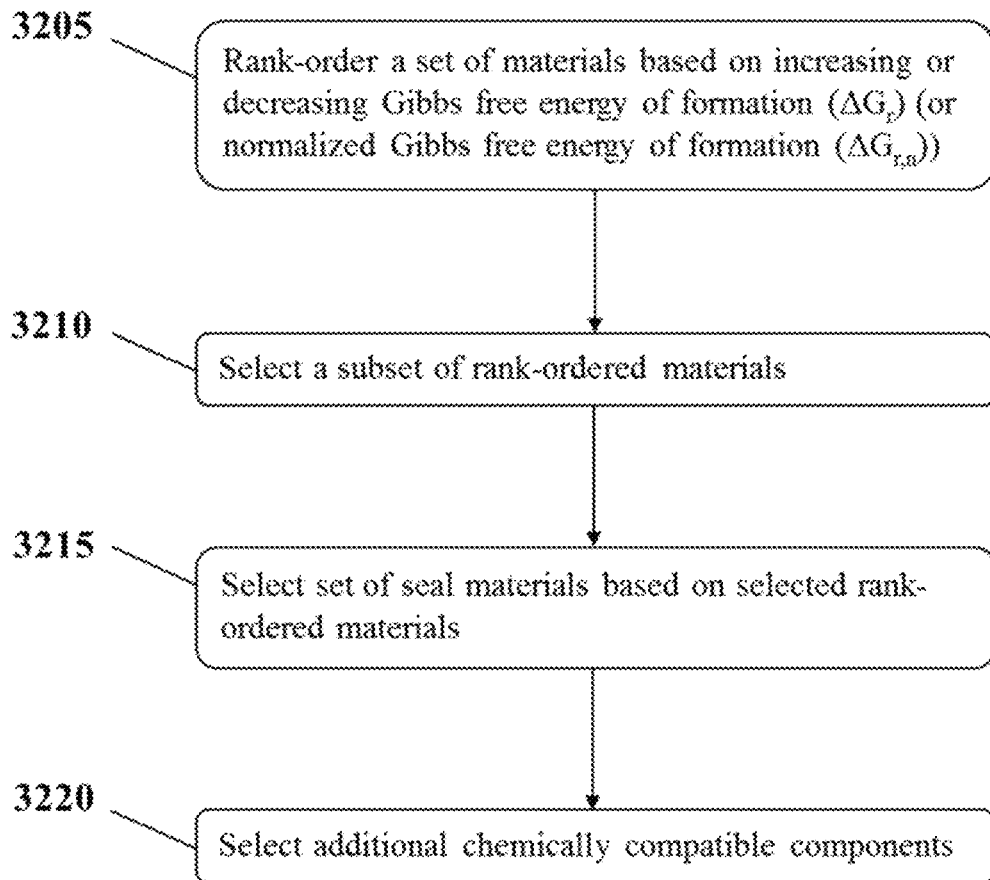 3205
Rank-order a set of materials based on increasing or
decreasing Gibbs free energy of formation (ΔGᵣ) (or
normalized Gibbs free energy of formation (ΔGᵣ,ₙ))
3210
Select a subset of rank-ordered materials
3215
Select set of seal materials based on selected rank-
ordered materials
3220
Select additional chemically compatible components